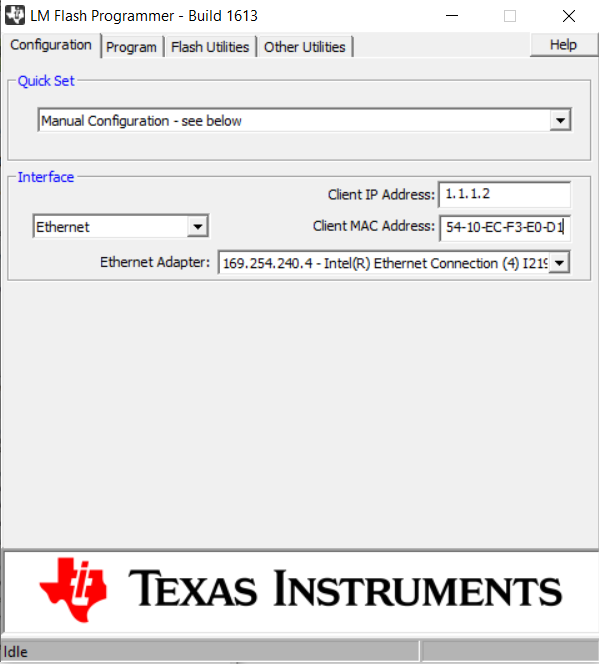 LM Flash Programmer - Build 1613
Configuration Program Flash Utilities Other Utilities Help
Quick Set
Manual Configuration - see below
Interface
Client IP Address: 1.1.1.2
Ethernet Client MAC Address: 54-10-EC-F3-E0-D1
Ethernet Adapter: 169.254.240.4 - Intel(R) Ethernet Connection (4) I219
TEXAS INSTRUMENTS
Idle